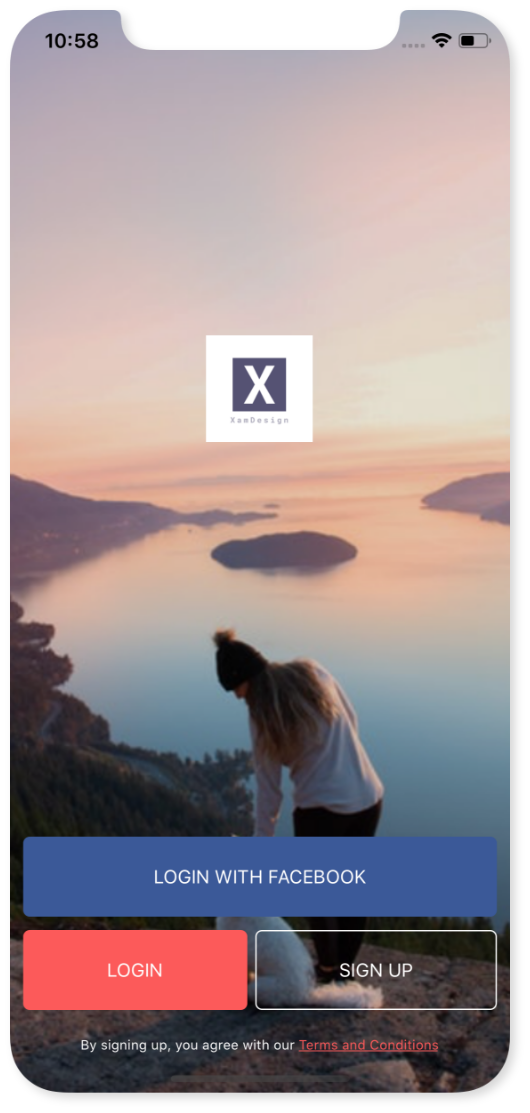 10:58
X
XamDesign
LOGIN WITH FACEBOOK
LOGIN
SIGN UP
By signing up, you agree with our Terms and Conditions